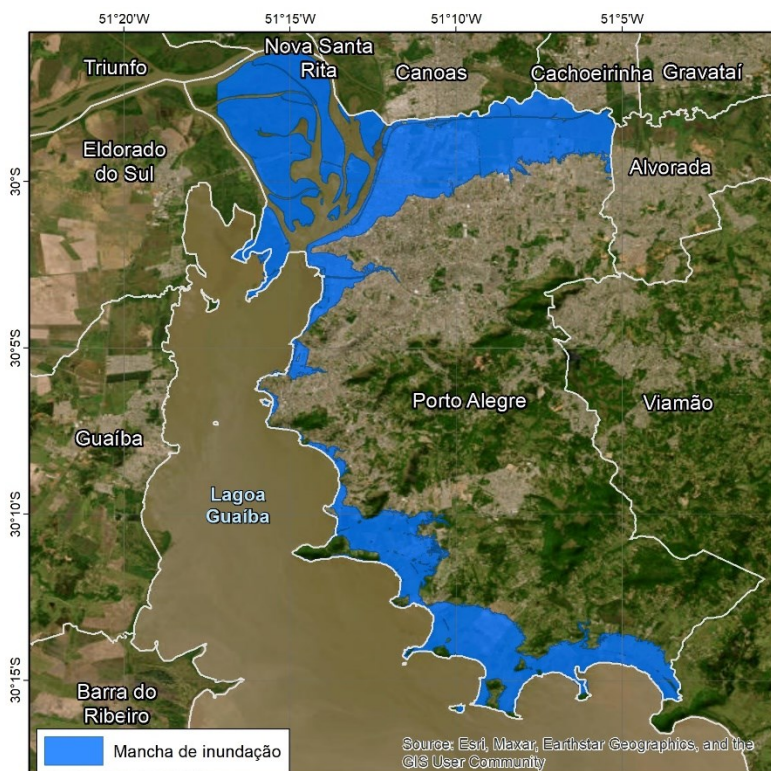 51°20'W
51°15'W
51°10'W
51°5'W
Nova Santa
Rita
Triunfo
Canoas
Cachoeirinha
Gravataí
Eldorado
do Sul
Alvorada
30°S
30°5'S
Porto Alegre
Viamão
Guaíba
Lagoa
Guaíba
30°10'S
30°15'S
Barra do
Ribeiro
Mancha de inundação
Source: Esri, Maxar, Earthstar Geographics, and the
GIS User Community